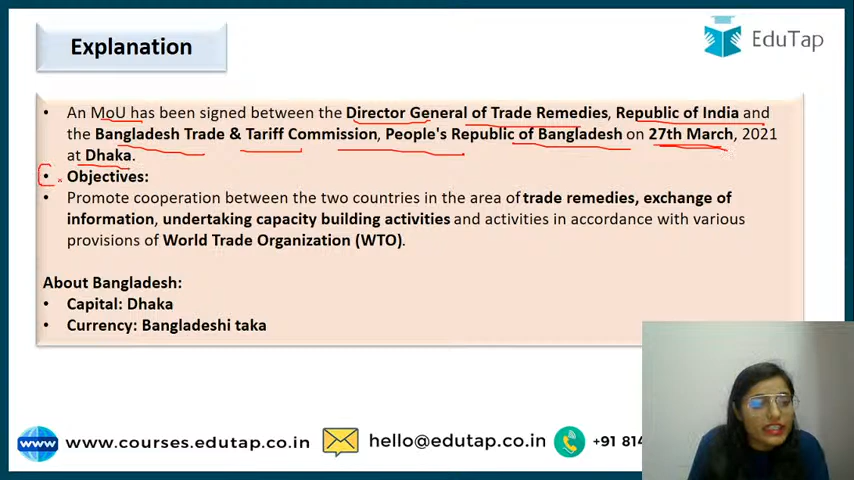 Explanation
EduTap
• An MoU has been signed between the Director General of Trade Remedies, Republic of India and
the Bangladesh Trade & Tariff Commission, People's Republic of Bangladesh on 27th March, 2021
at Dhaka.
• Objectives:
• Promote cooperation between the two countries in the area of trade remedies, exchange of
information, undertaking capacity building activities and activities in accordance with various
provisions of World Trade Organization (WTO).
About Bangladesh:
• Capital: Dhaka
• Currency: Bangladeshi taka
www www.courses.edutap.co.in hello@edutap.co.in +91 814